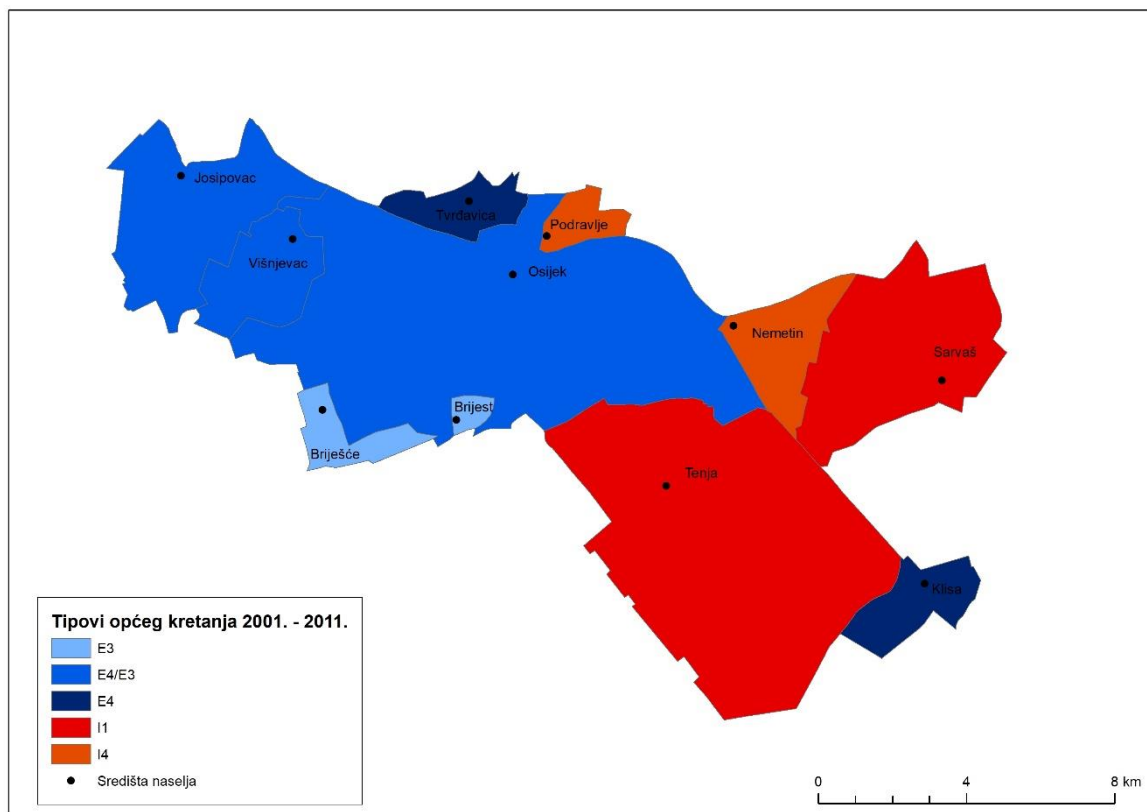 Josipovac
Tvrđavica
Podravlje
Višnjevac
Osijek
Nemetin
Sarvaš
Brijest
Briješće
Tenja
Klisa
Tipovi općeg kretanja 2001. - 2011.
E3
E4/E3
E4
I1
I4
Središta naselja
0 4 8 km